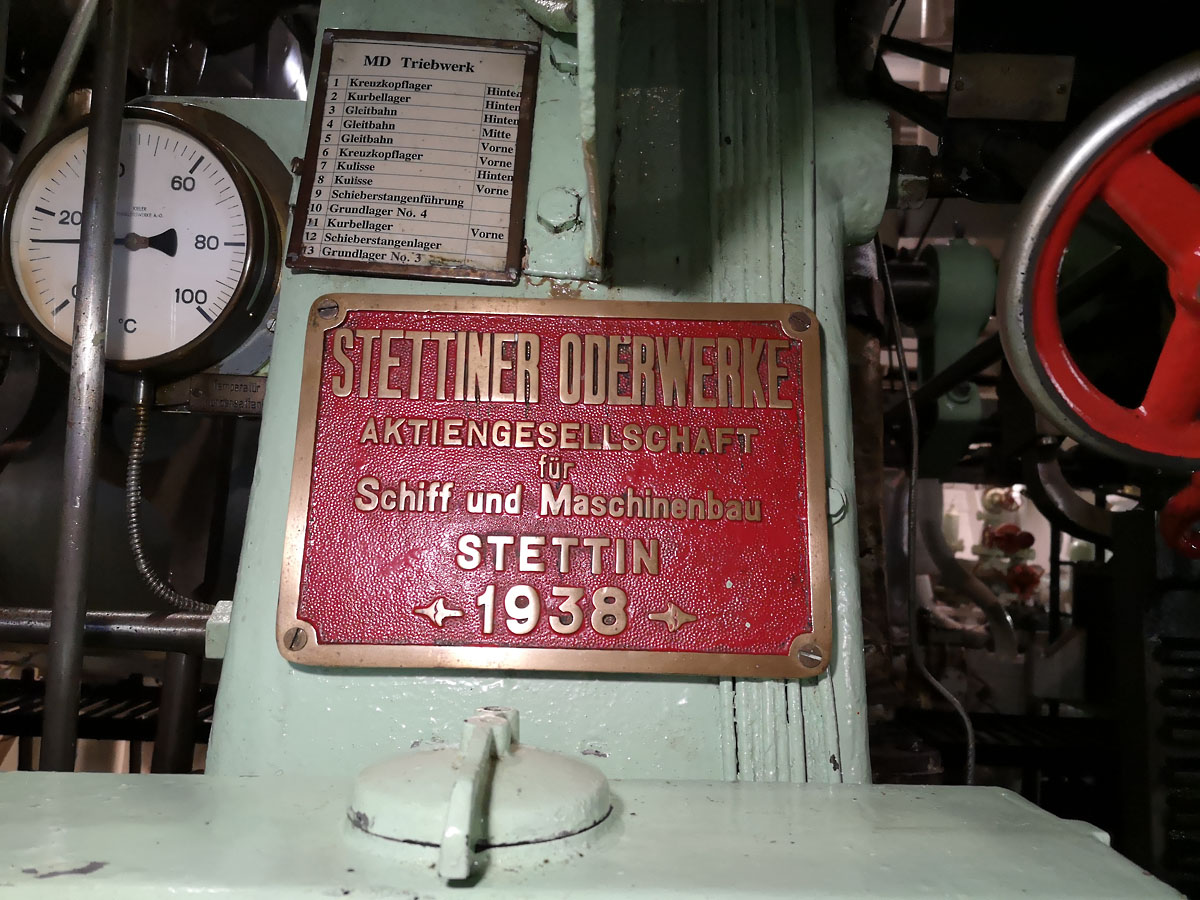 MD Triebwerk
1 Kreuzkopflager Hinten
2 Kurbellager Hinten
3 Gleitbahn Hinten
4 Gleitbahn Mitte
5 Gleitbahn Vorne
6 Kreuzkopflager Vorne
7 Kulisse Hinten
8 Kulisse Vorne
9 Schieberstangenführung
10 Grundlager No. 4
11 Kurbellager Vorne
12 Schieberstangenlager
13 Grundlager No. 3
60
20
80
0
100
°C
STETTINER ODERWERKE
AKTIENGESELLSCHAFT
für
Schiff und Maschinenbau
STETTIN
1938